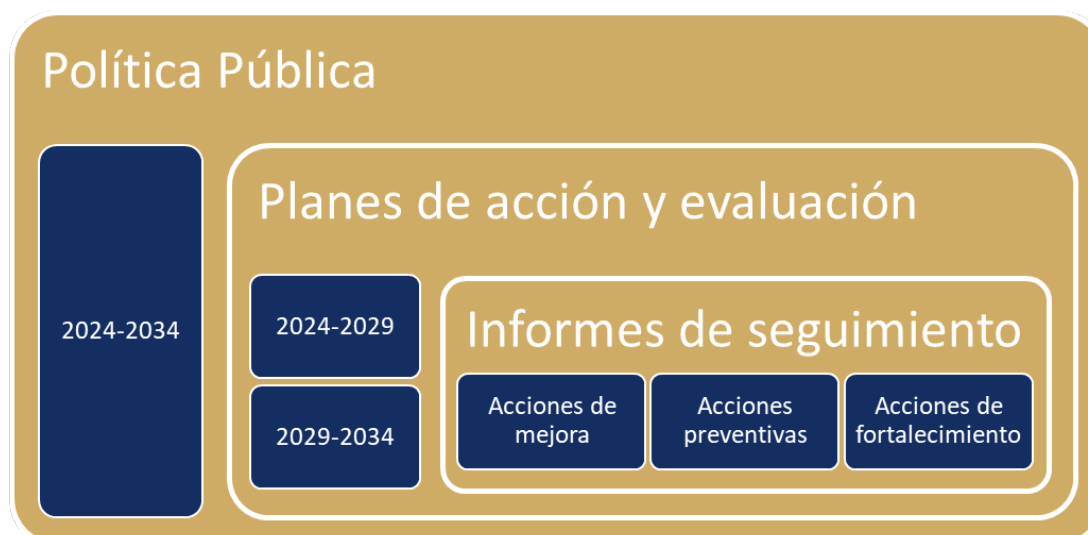 Política Pública
2024-2034
Planes de acción y evaluación
2024-2029
2029-2034
Informes de seguimiento
Acciones de
mejora
Acciones
preventivas
Acciones de
fortalecimiento